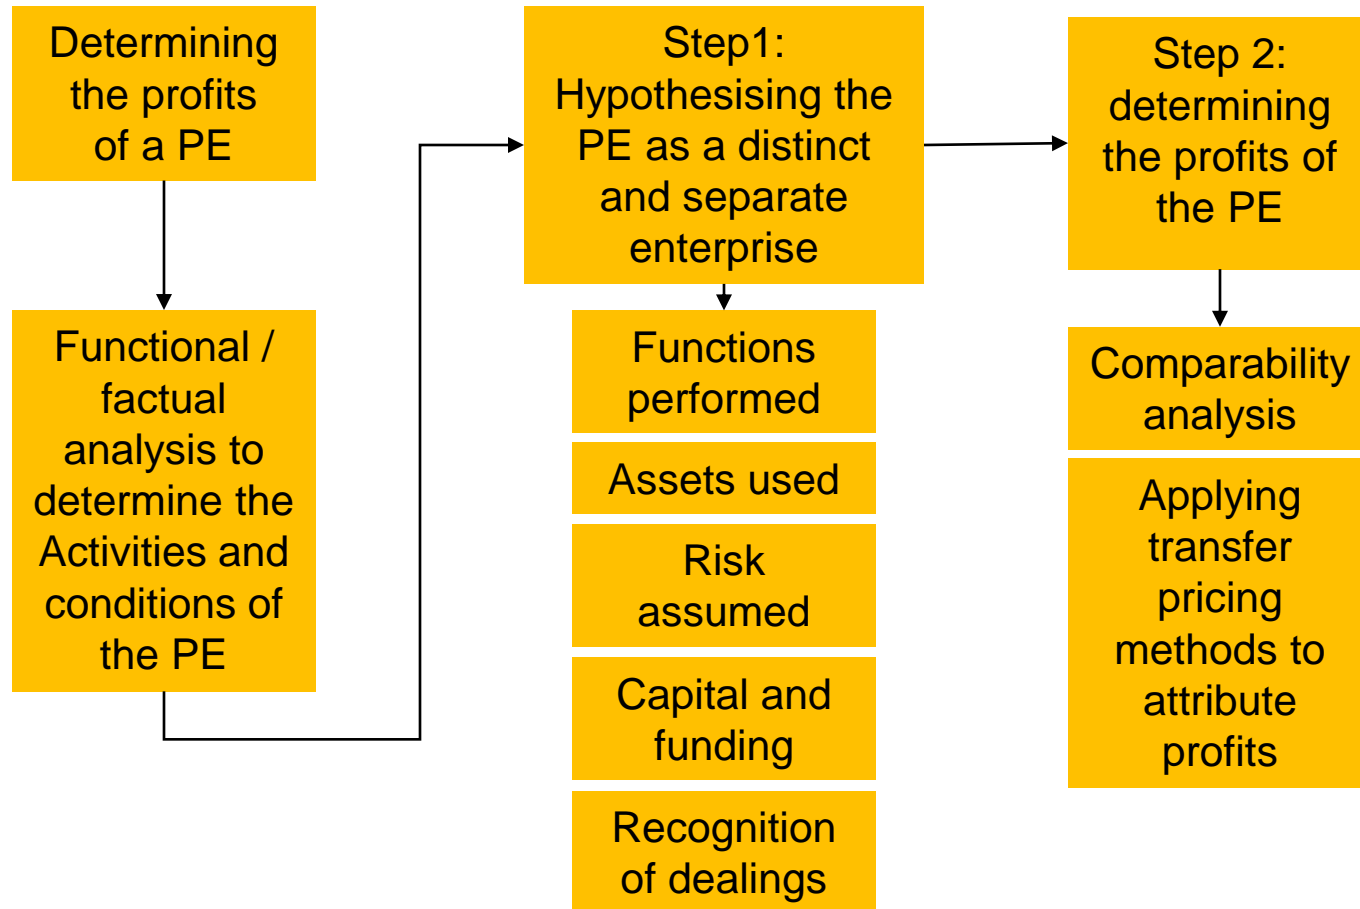 Determining
the profits
of a PE
Functional /
factual
analysis to
determine the
Activities and
conditions of
the PE
Step1:
Hypothesising the
PE as a distinct
and separate
enterprise
Functions
performed
Assets used
Risk
assumed
Capital and
funding
Recognition
of dealings
Step 2:
determining
the profits of
the PE
Comparability
analysis
Applying
transfer
pricing
methods to
attribute
profits